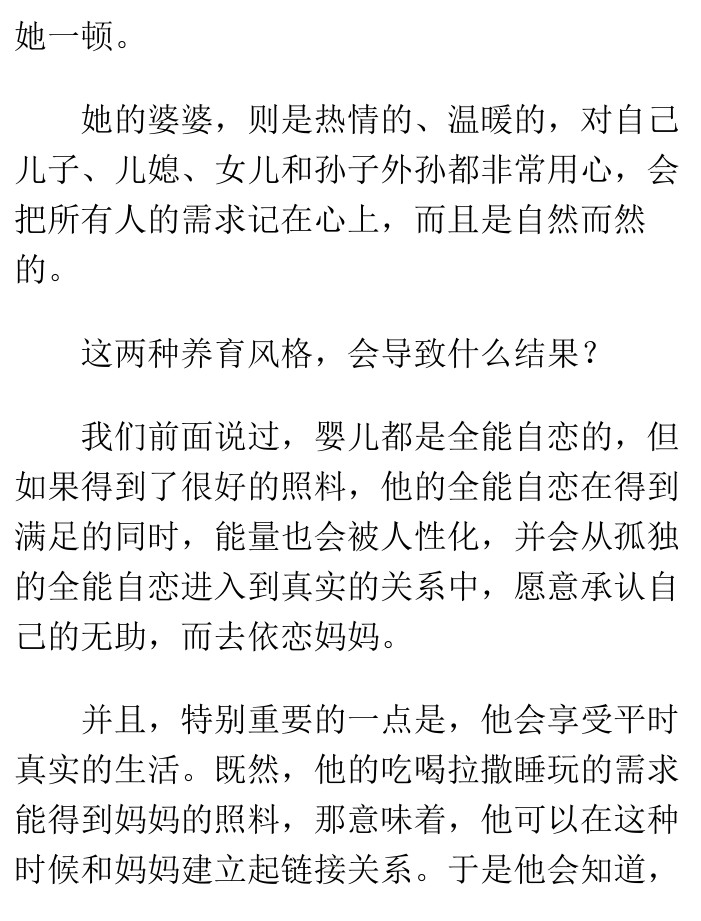 她一顿。
她的婆婆，则是热情的、温暖的，对自己
儿子、儿媳、女儿和孙子外孙都非常用心，会
把所有人的需求记在心上，而且是自然而然
的。
这两种养育风格，会导致什么结果？
我们前面说过，婴儿都是全能自恋的，但
如果得到了很好的照料，他的全能自恋在得到
满足的同时，能量也会被人性化，并会从孤独
的全能自恋进入到真实的关系中，愿意承认自
己的无助，而去依恋妈妈。
并且，特别重要的一点是，他会享受平时
真实的生活。既然，他的吃喝拉撒睡玩的需求
能得到妈妈的照料，那意味着，他可以在这种
时候和妈妈建立起链接关系。于是他会知道，